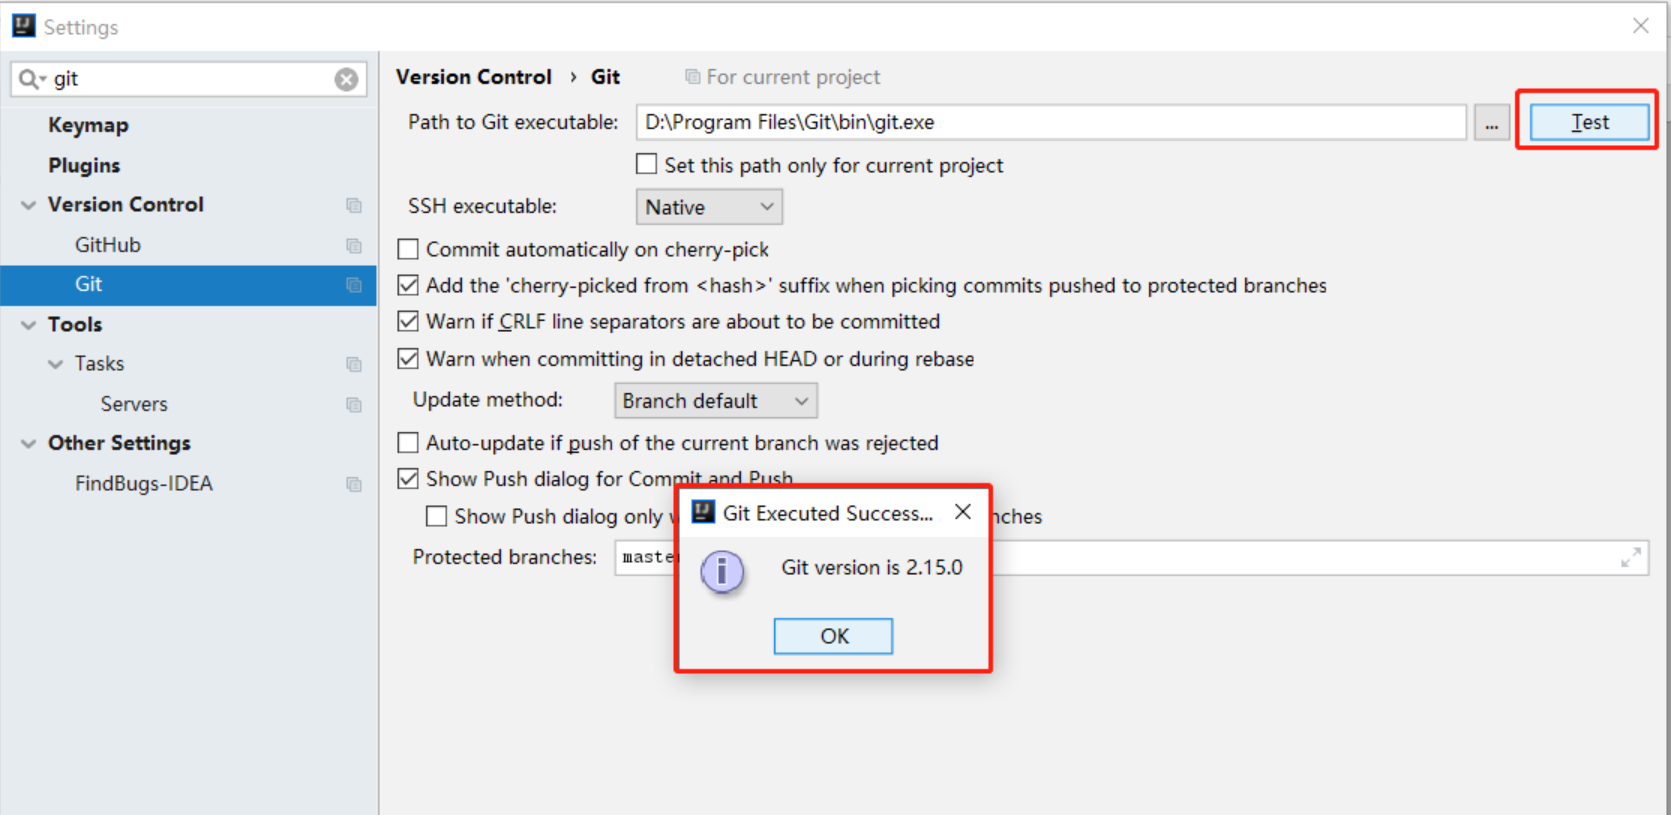 Settings
git
Keymap
Plugins
Version Control
GitHub
Git
Tools
Tasks
Servers
Other Settings
FindBugs-IDEA
Version Control › Git For current project
Path to Git executable: D:\Program Files\Git\bin\git.exe ... Test
Set this path only for current project
SSH executable: Native
Commit automatically on cherry-pick
Add the 'cherry-picked from <hash>' suffix when picking commits pushed to protected branches
Warn if CRLF line separators are about to be committed
Warn when committing in detached HEAD or during rebase
Update method: Branch default
Auto-update if push of the current branch was rejected
Show Push dialog for Commit and Push
Show Push dialog only
Protected branches: master
Git Executed Success...
Git version is 2.15.0
OK